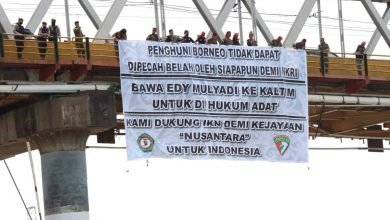 PENGHUNI BORNEO TIDAK DAPAT
DIPECAH BELAH OLEH SIAPAPUN DEMI NKRI
BAWA EDY MULYADI KE KALTIM
UNTUK DI HUKUM ADAT
KAMI DUKUNG IKN DEMI KEJAYAAN
"NUSANTARA"
UNTUK INDONESIA